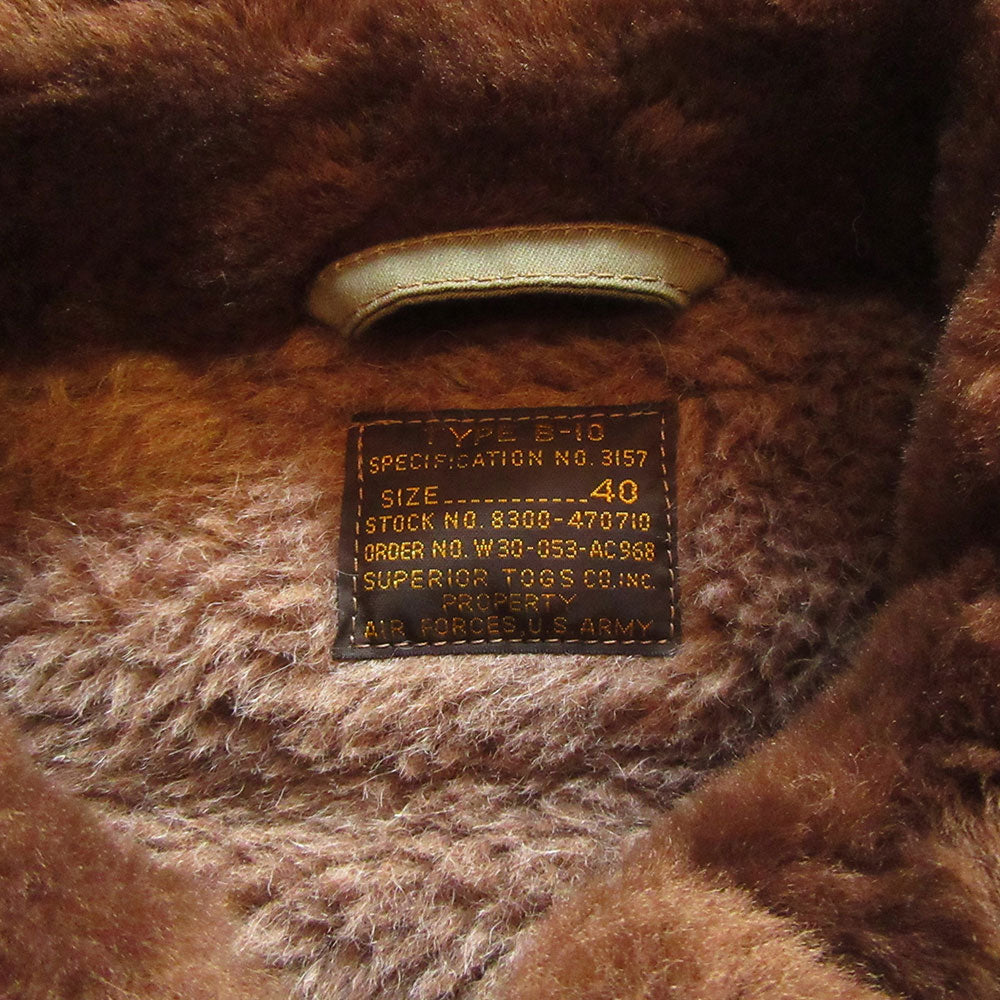 TYPE B-10
SPECIFICATION NO. 3157
SIZE............40
STOCK NO. 8300-470710
ORDER NO. W30-053-AC968
SUPERIOR TOGS CO. INC.
PROPERTY
AIR FORCES, U.S. ARMY